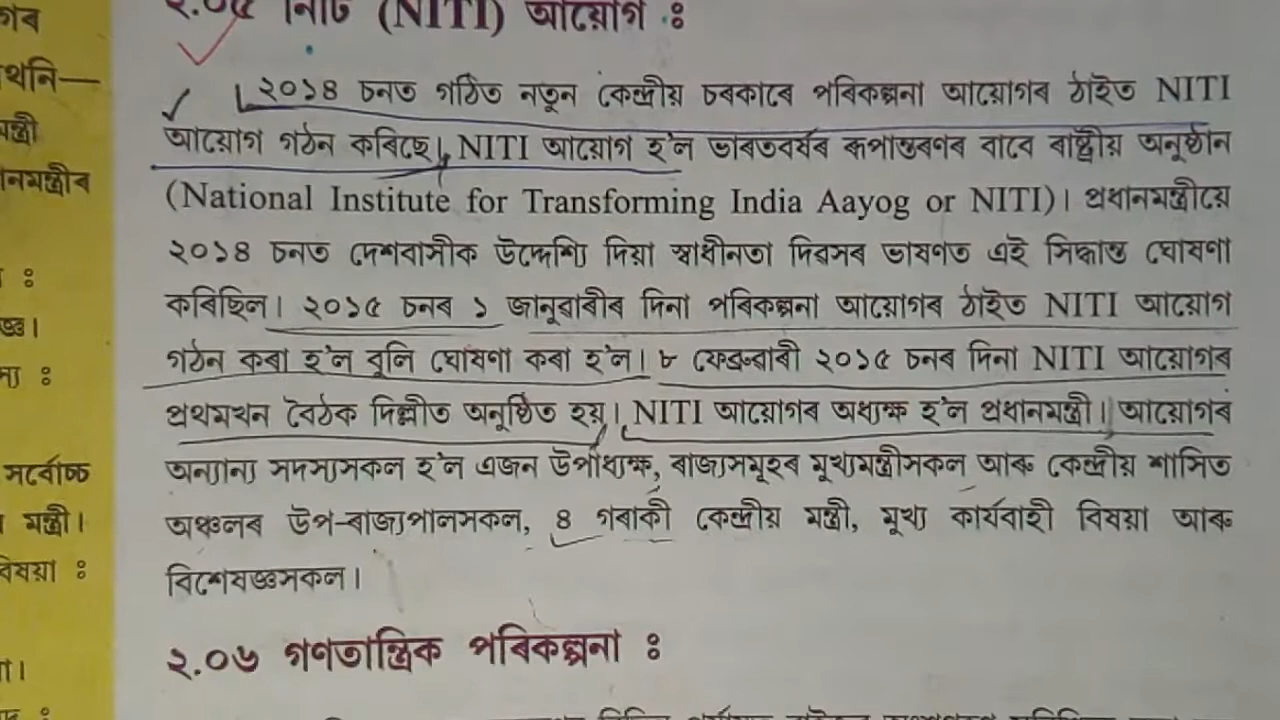 ২.০৫ নিতি (NITI) আয়োগ :
২০১৪ চনত গঠিত নতুন কেন্দ্ৰীয় চৰকাৰে পৰিকল্পনা আয়োগৰ ঠাইত NITI
আয়োগ গঠন কৰিছে। NITI আয়োগ হ'ল ভাৰতবৰ্ষৰ ৰূপান্তৰণৰ বাবে ৰাষ্ট্ৰীয় অনুষ্ঠান
(National Institute for Transforming India Aayog or NITI)। প্ৰধানমন্ত্ৰীয়ে
২০১৪ চনত দেশবাসীক উদ্দেশ্যি দিয়া স্বাধীনতা দিৱসৰ ভাষণত এই সিদ্ধান্ত ঘোষণা
কৰিছিল। ২০১৫ চনৰ ১ জানুৱাৰীৰ দিনা পৰিকল্পনা আয়োগৰ ঠাইত NITI আয়োগ
গঠন কৰা হ'ল বুলি ঘোষণা কৰা হ'ল। ৮ ফেব্ৰুৱাৰী ২০১৫ চনৰ দিনা NITI আয়োগৰ
প্ৰথমখন বৈঠক দিল্লীত অনুষ্ঠিত হয়। NITI আয়োগৰ অধ্যক্ষ হ'ল প্ৰধানমন্ত্ৰী। আয়োগৰ
অন্যান্য সদস্যসকল হ'ল এজন উপাধ্যক্ষ, ৰাজ্যসমূহৰ মুখ্যমন্ত্ৰীসকল আৰু কেন্দ্ৰীয় শাসিত
অঞ্চলৰ উপ-ৰাজ্যপালসকল, ৪ গৰাকী কেন্দ্ৰীয় মন্ত্ৰী, মুখ্য কাৰ্যবাহী বিষয়া আৰু
বিশেষজ্ঞসকল।
২.০৬ গণতান্ত্ৰিক পৰিকল্পনা :
সৰ্বোচ্চ
মন্ত্ৰী।